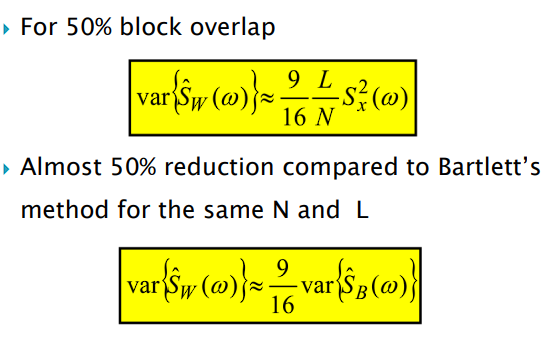 For 50% block overlap
var{Ŝ_W(ω)} ≈ 9/16 L/N S_x^2(ω)
Almost 50% reduction compared to Bartlett's
method for the same N and L
var{Ŝ_W(ω)} ≈ 9/16 var{Ŝ_B(ω)}